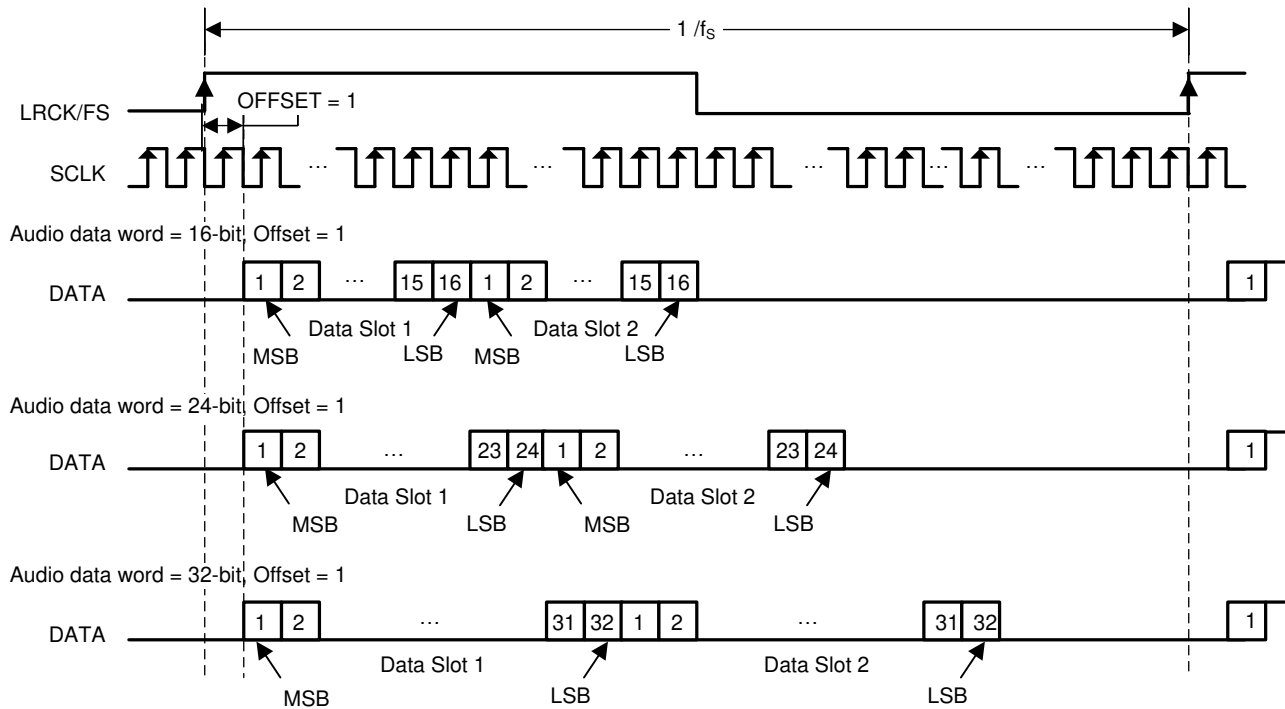 1 /fS
LRCK/FS
OFFSET = 1
SCLK
... ... ... ... ...
Audio data word = 16-bit, Offset = 1
DATA
1 2 ... 15 16 1 2 ... 15 16 1
Data Slot 1 Data Slot 2
MSB LSB MSB LSB
Audio data word = 24-bit, Offset = 1
DATA
1 2 ... 23 24 1 2 ... 23 24 1
Data Slot 1 Data Slot 2
MSB LSB MSB LSB
Audio data word = 32-bit, Offset = 1
DATA
1 2 ... 31 32 1 2 ... 31 32 1
Data Slot 1 Data Slot 2
MSB LSB LSB